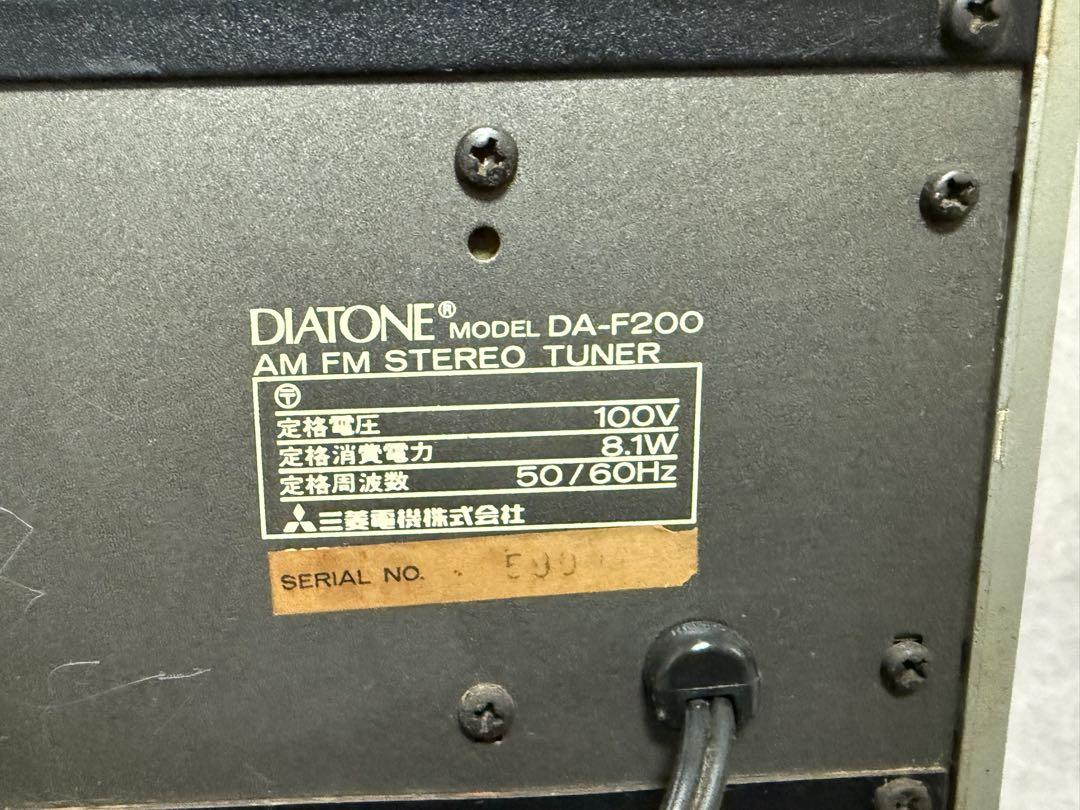 DIATONE® MODEL DA-F200
AM FM STEREO TUNER
〶
定格電圧 100V
定格消費電力 8.1W
定格周波数 50/60Hz
三菱電機株式会社
SERIAL NO.